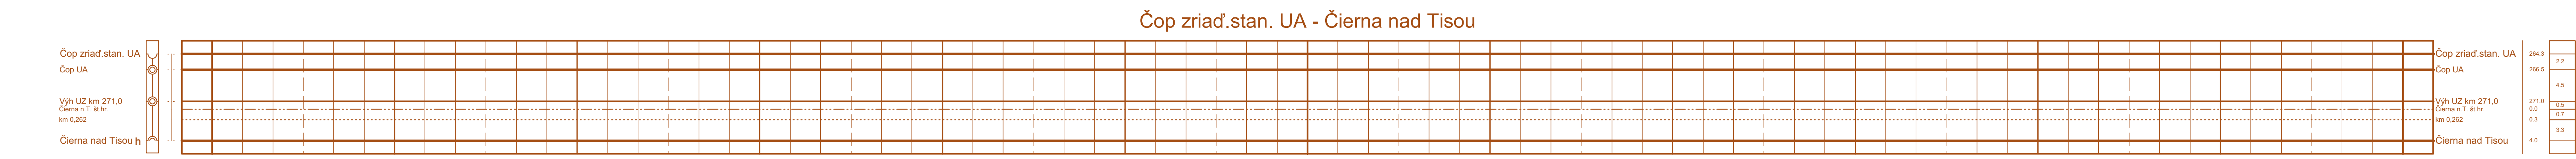 Čop zriaď.stan. UA - Čierna nad Tisou
Čop zriaď.stan. UA
Čop UA
Výh UZ km 271,0
Čierna n.T. št.hr.
km 0,262
Čierna nad Tisou h
Čop zriaď.stan. UA 264.3
2.2
Čop UA 266.5
4.5
Výh UZ km 271,0 271.0
0.5
Čierna n.T. št.hr. 0.0
0.7
km 0,262 0.3
3.3
Čierna nad Tisou 4.0